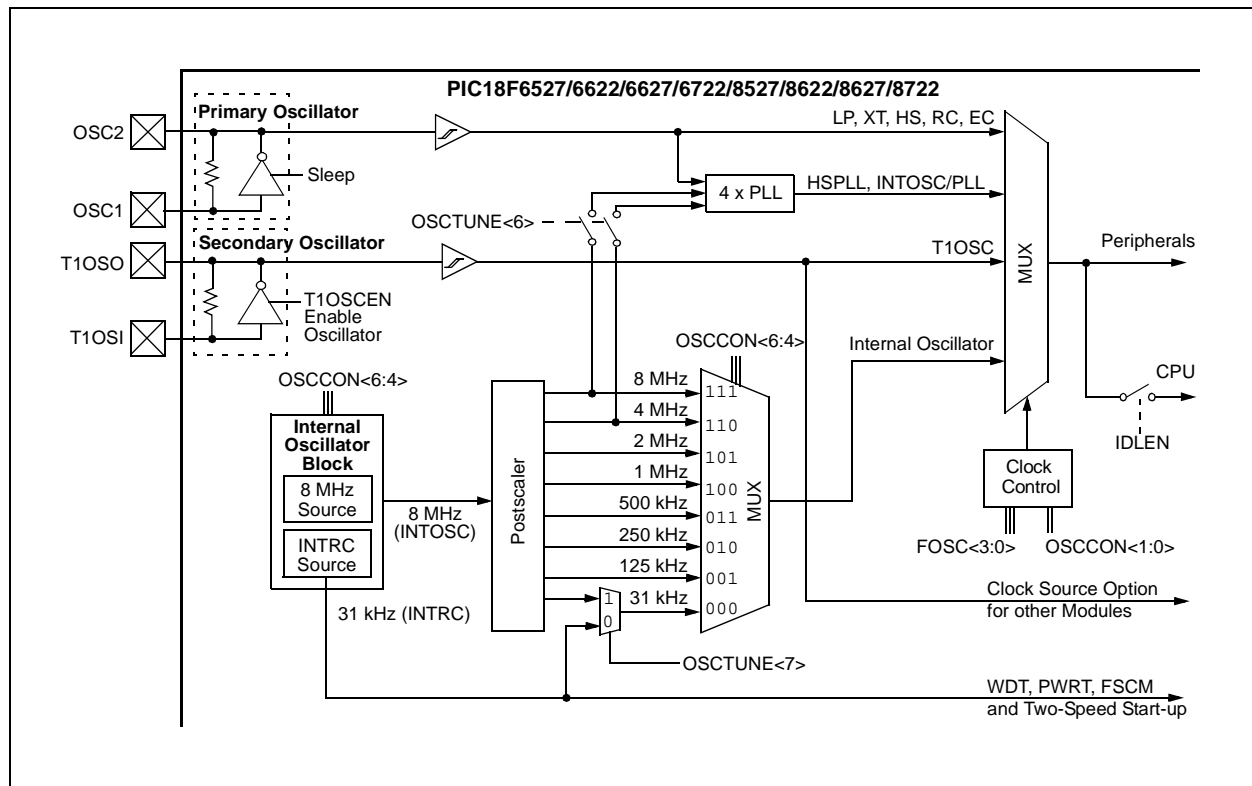 PIC18F6527/6622/6627/6722/8527/8622/8627/8722
Primary Oscillator
OSC2
OSC1
Sleep
LP, XT, HS, RC, EC
4 x PLL
HSPLL, INTOSC/PLL
OSCTUNE<6>
Secondary Oscillator
T1OSO
T1OSI
T1OSCEN
Enable
Oscillator
T1OSC
MUX
Peripherals
Internal Oscillator
CPU
IDLEN
Clock
Control
FOSC<3:0>
OSCCON<1:0>
OSCCON<6:4>
Internal
Oscillator
Block
8 MHz
Source
INTRC
Source
8 MHz
(INTOSC)
31 kHz (INTRC)
Postscaler
OSCCON<6:4>
8 MHz
111
4 MHz
110
2 MHz
101
1 MHz
100
500 kHz
011
250 kHz
010
125 kHz
001
1
0
31 kHz
000
MUX
OSCTUNE<7>
Clock Source Option
for other Modules
WDT, PWRT, FSCM
and Two-Speed Start-up